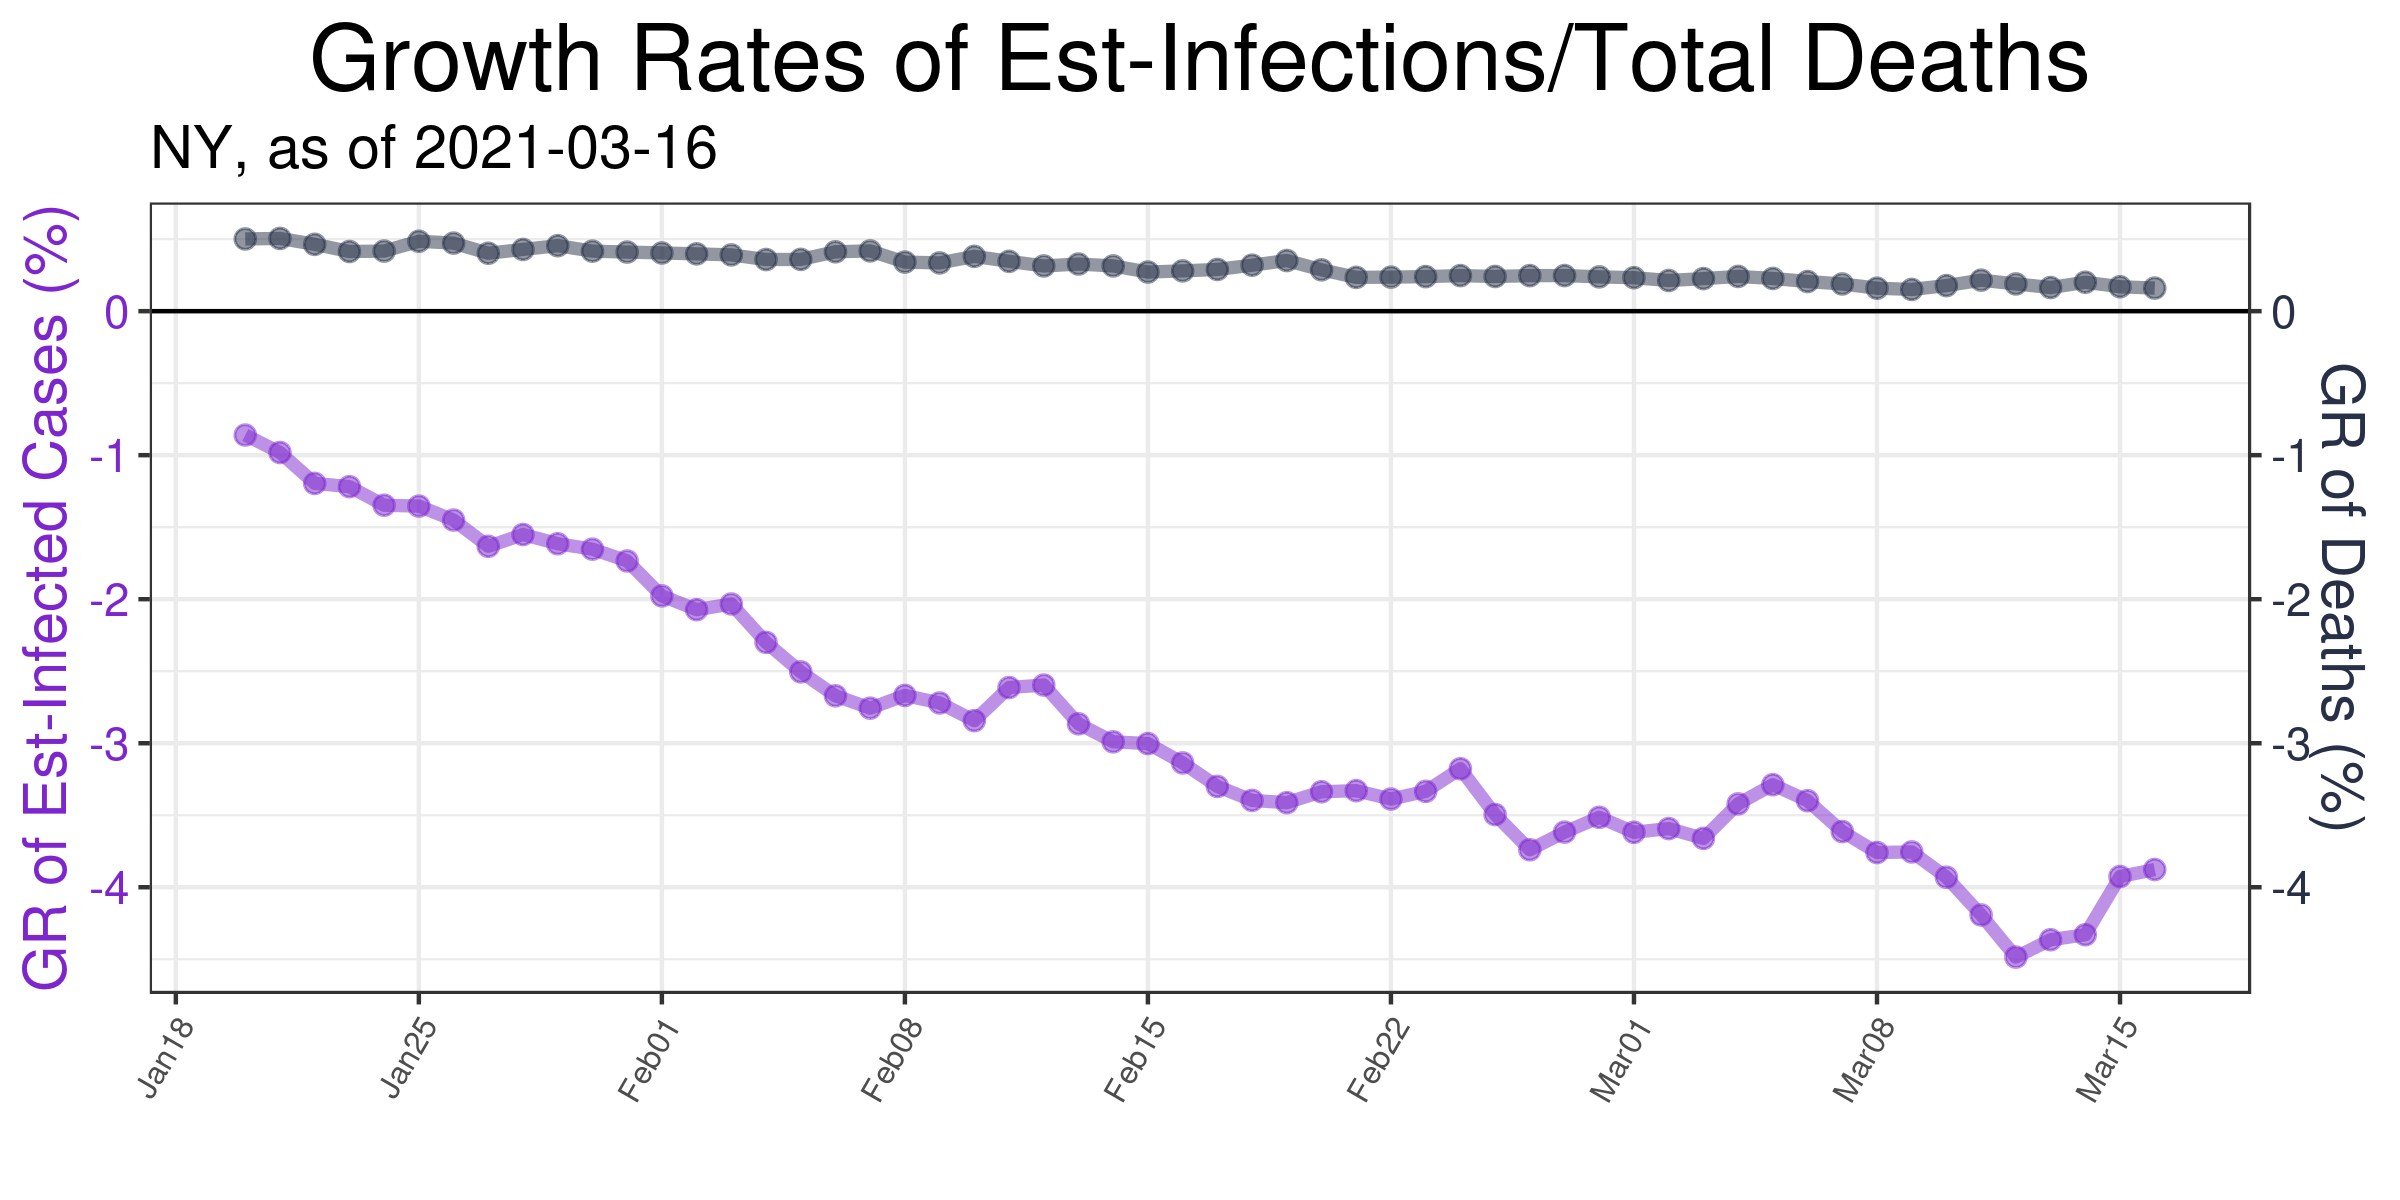 Growth Rates of Est-Infections/Total Deaths
NY, as of 2021-03-16
GR of Est-Infected Cases (%)
0
-1
-2
-3
-4
0
-1
-2
-3
-4
GR of Deaths (%)
Jan18
Jan25
Feb01
Feb08
Feb15
Feb22
Mar01
Mar08
Mar15